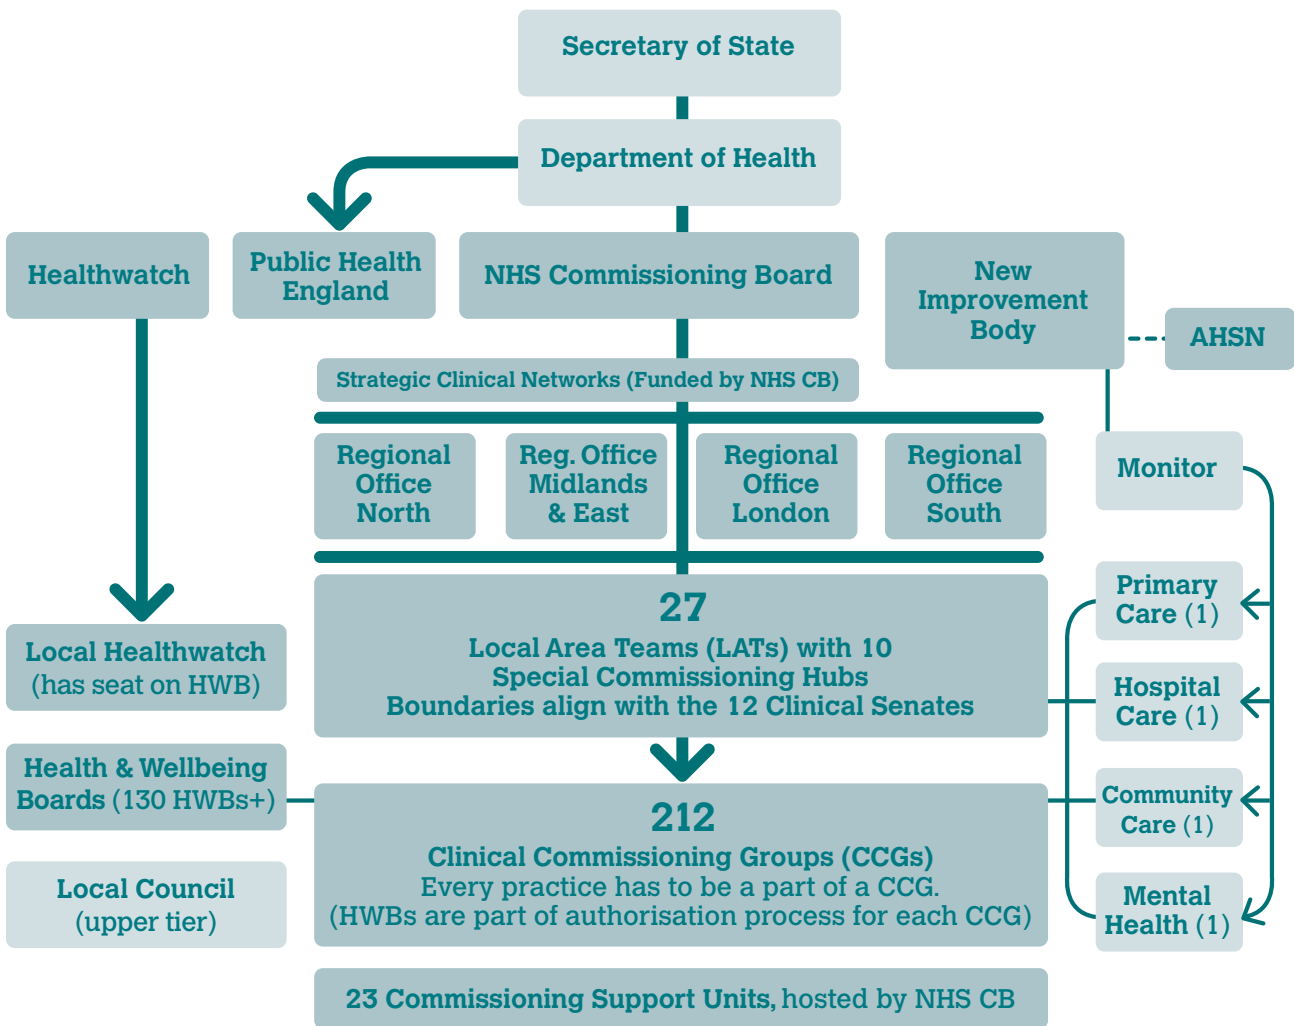 Secretary of State
Department of Health
Healthwatch
Public Health
England
NHS Commissioning Board
New
Improvement
Body
AHSN
Strategic Clinical Networks (Funded by NHS CB)
Regional
Office
North
Reg. Office
Midlands
& East
Regional
Office
London
Regional
Office
South
Monitor
27
Local Area Teams (LATs) with 10
Special Commissioning Hubs
Boundaries align with the 12 Clinical Senates
Primary
Care (1)
Hospital
Care (1)
Community
Care (1)
Mental
Health (1)
Local Healthwatch
(has seat on HWB)
Health & Wellbeing
Boards (130 HWBs+)
Local Council
(upper tier)
212
Clinical Commissioning Groups (CCGs)
Every practice has to be a part of a CCG.
(HWBs are part of authorisation process for each CCG)
23 Commissioning Support Units, hosted by NHS CB